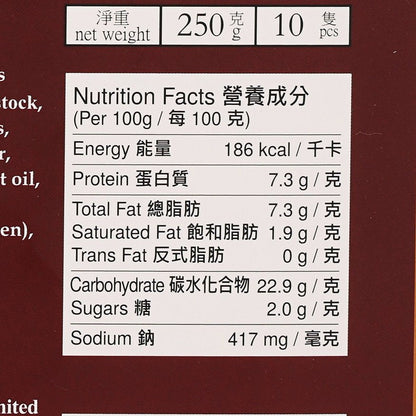 淨重 250 克 10 隻
net weight g pcs
s
stock,
s,
r,
t oil,
en),
Nutrition Facts 營養成分
(Per 100g / 每 100 克)
Energy 能量 186 kcal / 千卡
Protein 蛋白質 7.3 g / 克
Total Fat 總脂肪 7.3 g / 克
Saturated Fat 飽和脂肪 1.9 g / 克
Trans Fat 反式脂肪 0 g / 克
Carbohydrate 碳水化合物 22.9 g / 克
Sugars 糖 2.0 g / 克
Sodium 鈉 417 mg / 毫克
nited